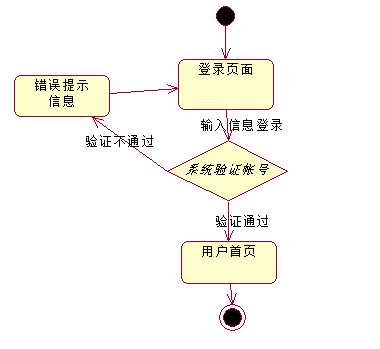 登录页面
错误提示
信息
输入信息登录
验证不通过
系统验证帐号
验证通过
用户首页